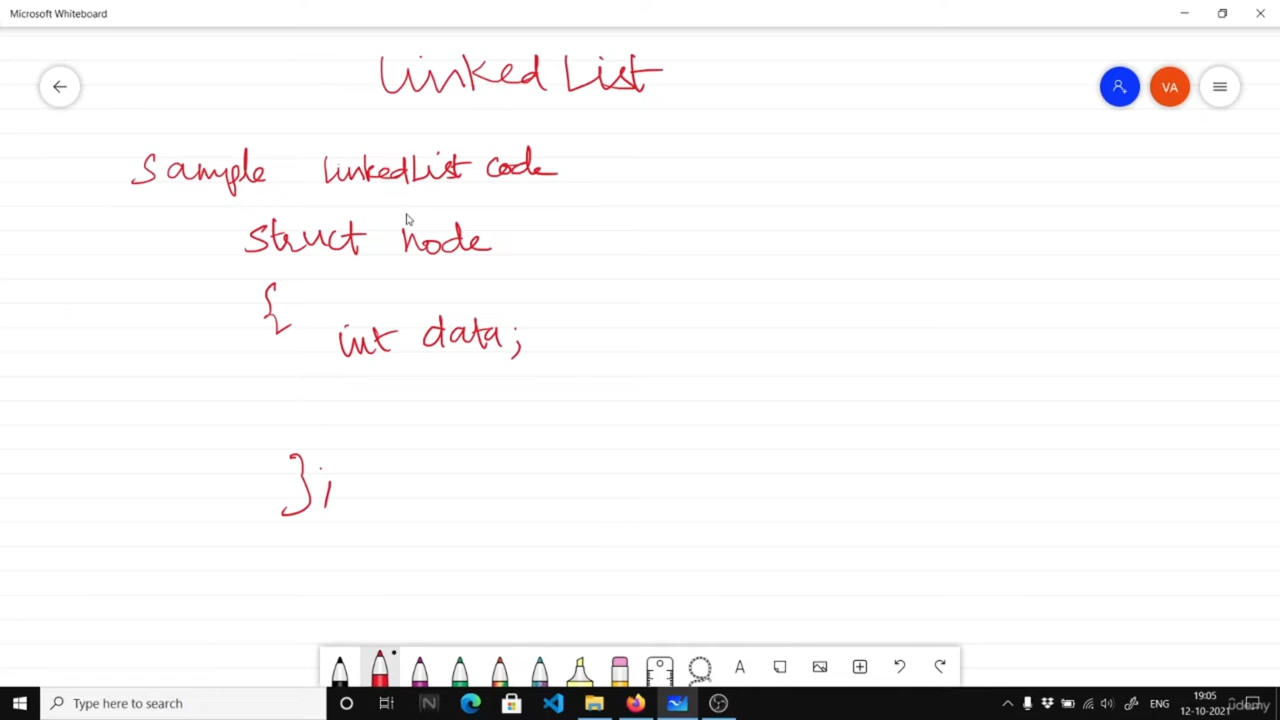 Microsoft Whiteboard
Linked List
VA
Sample LinkedList code
struct node
{
int data;
};
A
Type here to search
N
ENG
19:05
12-10-2021
ûdemy